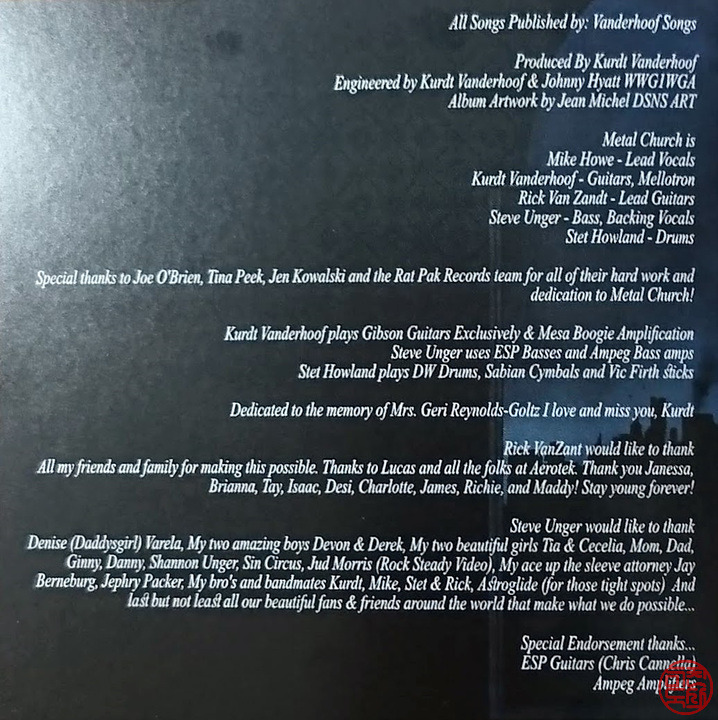 All Songs Published by: Vanderhoof Songs
Produced By Kurdt Vanderhoof
Engineered by Kurdt Vanderhoof & Johnny Hyatt WWG1WGA
Album Artwork by Jean Michel DSNS ART
Metal Church is
Mike Howe - Lead Vocals
Kurdt Vanderhoof - Guitars, Mellotron
Rick Van Zandt - Lead Guitars
Steve Unger - Bass, Backing Vocals
Stet Howland - Drums
Special thanks to Joe O'Brien, Tina Peek, Jen Kowalski and the Rat Pak Records team for all of their hard work and
dedication to Metal Church!
Kurdt Vanderhoof plays Gibson Guitars Exclusively & Mesa Boogie Amplification
Steve Unger uses ESP Basses and Ampeg Bass amps
Stet Howland plays DW Drums, Sabian Cymbals and Vic Firth sticks
Dedicated to the memory of Mrs. Geri Reynolds-Goltz I love and miss you, Kurdt
Rick VanZant would like to thank
All my friends and family for making this possible. Thanks to Lucas and all the folks at Aerotek. Thank you Janessa,
Brianna, Tay, Isaac, Desi, Charlotte, James, Richie, and Maddy! Stay young forever!
Steve Unger would like to thank
Denise (Daddysgirl) Varela, My two amazing boys Devon & Derek, My two beautiful girls Tia & Cecelia, Mom, Dad,
Ginny, Danny, Shannon Unger, Sin Circus, Jud Morris (Rock Steady Video), My ace up the sleeve attorney Jay
Berneburg, Jephry Packer, My bro's and bandmates Kurdt, Mike, Stet & Rick, Astroglide (for those tight spots) And
last but not least all our beautiful fans & friends around the world that make what we do possible...
Special Endorsement thanks...
ESP Guitars (Chris Cannella)
Ampeg Amplifiers